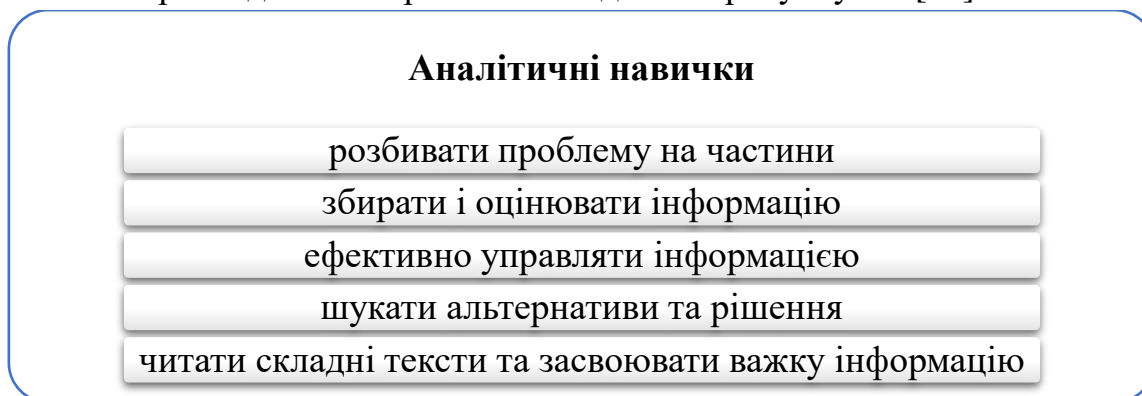 Аналітичні навички
розбивати проблему на частини
збирати і оцінювати інформацію
ефективно управляти інформацією
шукати альтернативи та рішення
читати складні тексти та засвоювати важку інформацію